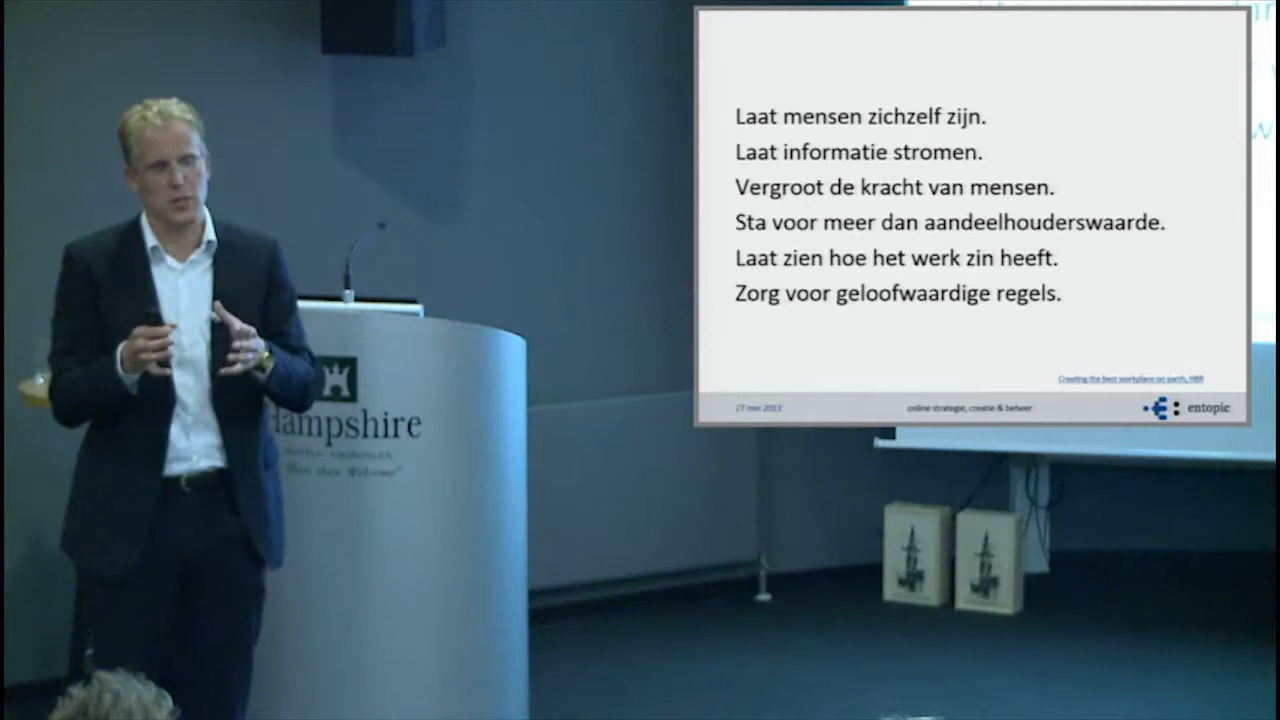 Laat mensen zichzelf zijn.
Laat informatie stromen.
Vergroot de kracht van mensen.
Sta voor meer dan aandeelhouderswaarde.
Laat zien hoe het werk zin heeft.
Zorg voor geloofwaardige regels.
Creating the best workplace on earth, HBR
27 mei 2013
online strategie, creatie & beheer
entopic
Hampshire